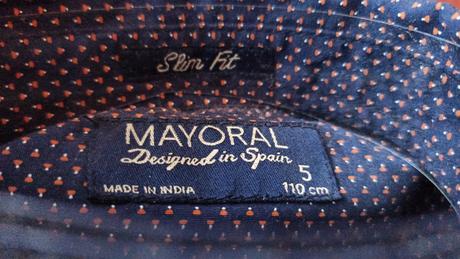 Slim Fit
MAYORAL
Designed in Spain
5
MADE IN INDIA 110 cm